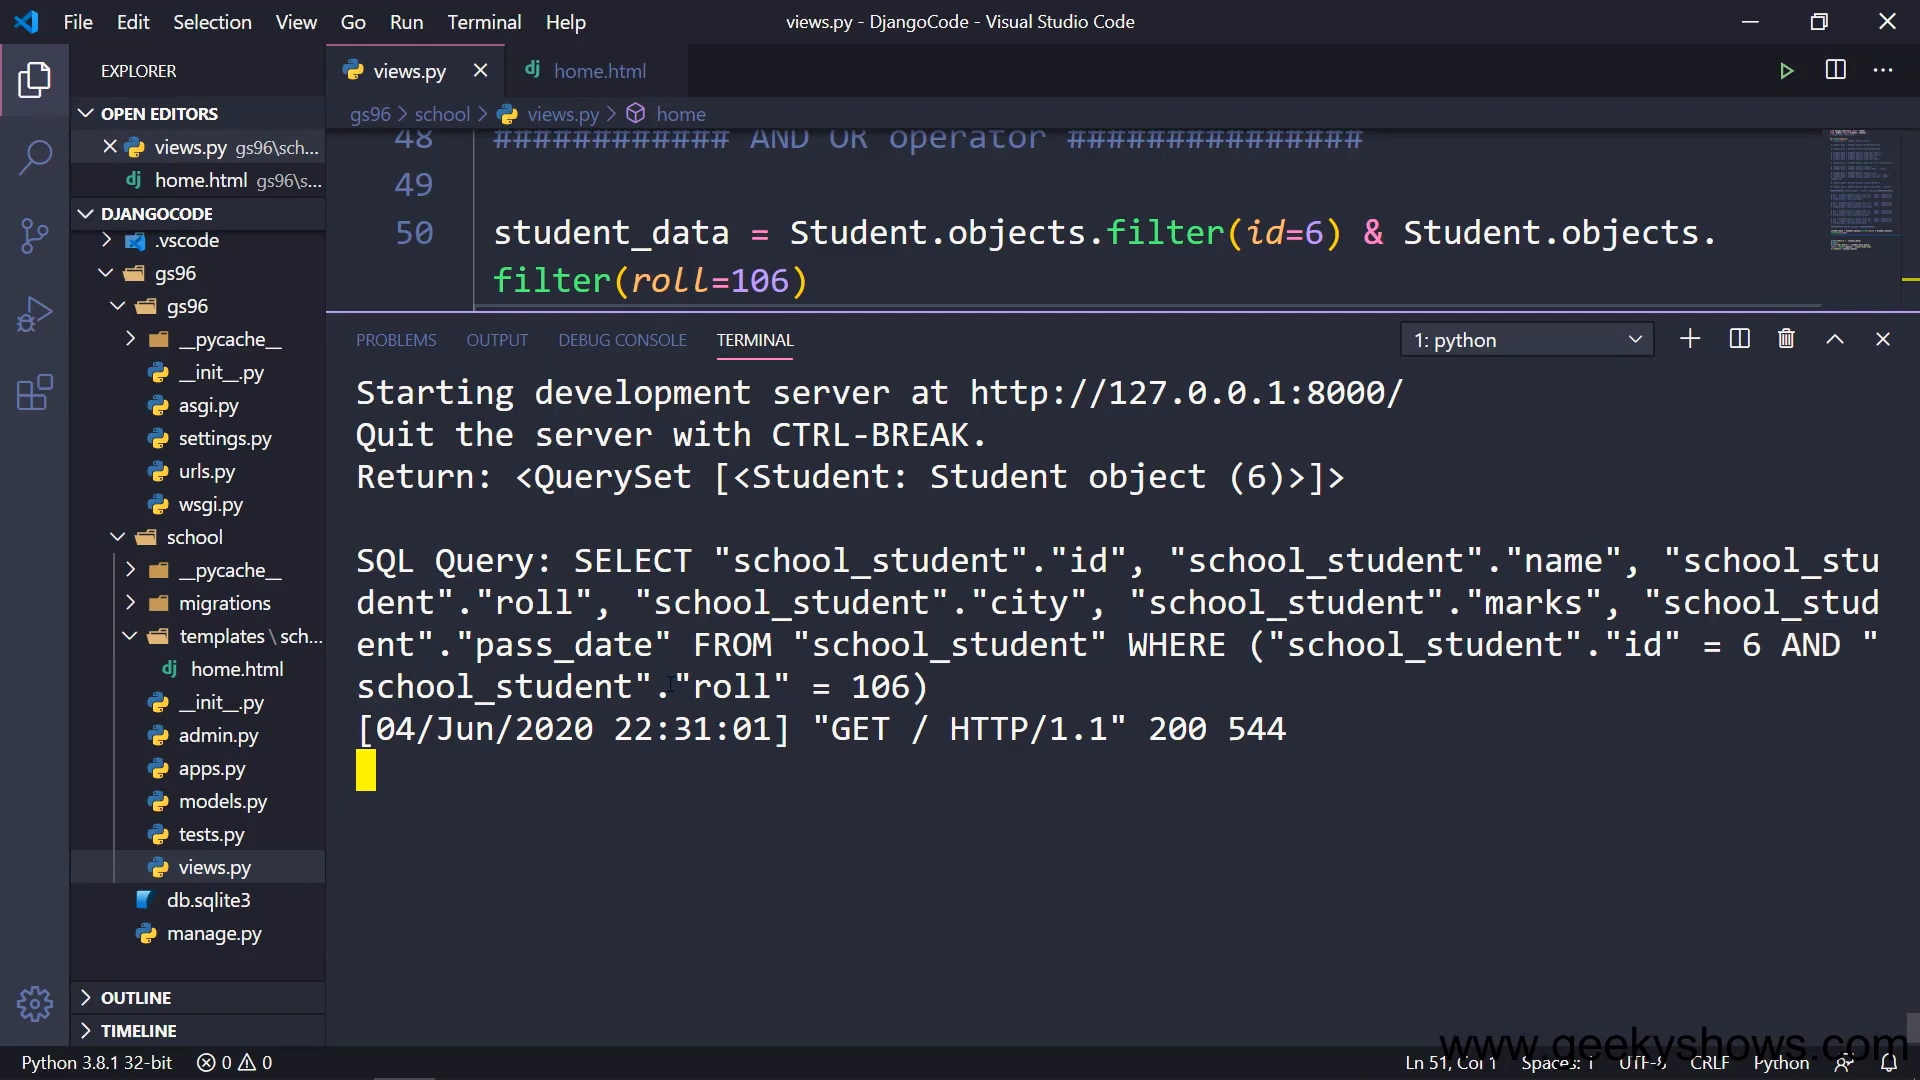 File Edit Selection View Go Run Terminal Help
views.py - DjangoCode - Visual Studio Code
EXPLORER
OPEN EDITORS
views.py gs96\sch...
home.html gs96\s...
DJANGOCODE
.vscode
gs96
gs96
__pycache__
__init__.py
asgi.py
settings.py
urls.py
wsgi.py
school
__pycache__
migrations
templates\sch...
home.html
__init__.py
admin.py
apps.py
models.py
tests.py
views.py
db.sqlite3
manage.py
OUTLINE
TIMELINE
views.py
home.html
gs96 > school > views.py > home
48 ############ AND OR operator ###############
49
50 student_data = Student.objects.filter(id=6) & Student.objects.
filter(roll=106)
PROBLEMS OUTPUT DEBUG CONSOLE TERMINAL
1: python
Starting development server at http://127.0.0.1:8000/
Quit the server with CTRL-BREAK.
Return: <QuerySet [<Student: Student object (6)>]>
SQL Query: SELECT "school_student"."id", "school_student"."name", "school_stu
dent"."roll", "school_student"."city", "school_student"."marks", "school_stud
ent"."pass_date" FROM "school_student" WHERE ("school_student"."id" = 6 AND "
school_student"."roll" = 106)
[04/Jun/2020 22:31:01] "GET / HTTP/1.1" 200 544
www.geekyshows.com
Python 3.8.1 32-bit
0 0
Ln 51, Col 1
Spaces:
UTF-8
CRLF
Python